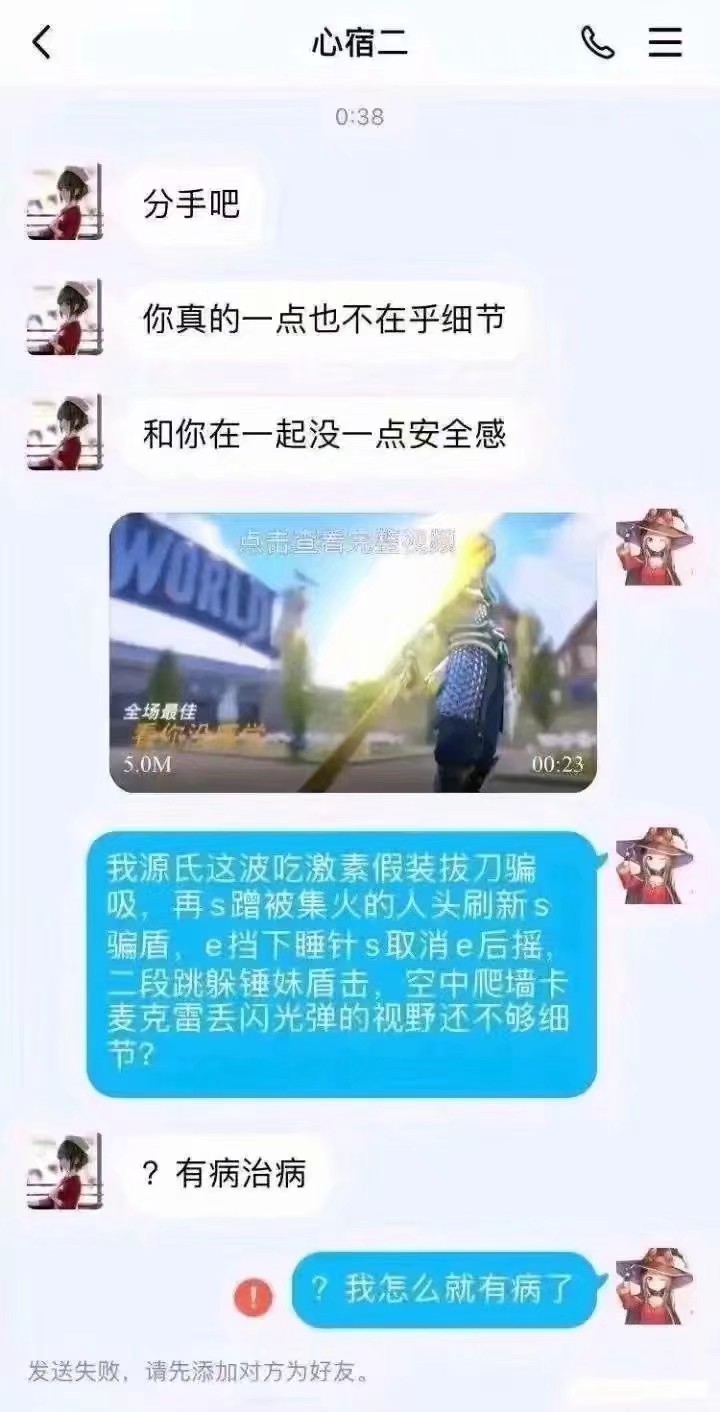 心宿二
0:38
分手吧
你真的一点也不在乎细节
和你在一起没一点安全感
点击查看完整视频
WORLD
全场最佳
5.0M
00:23
我源氏这波吃激素假装拔刀骗
吸，再s蹭被集火的人头刷新s
骗盾，e挡下睡针s取消e后摇，
二段跳躲锤妹盾击，空中爬墙卡
麦克雷丢闪光弹的视野还不够细
节？
？有病治病
？我怎么就有病了
发送失败，请先添加对方为好友。